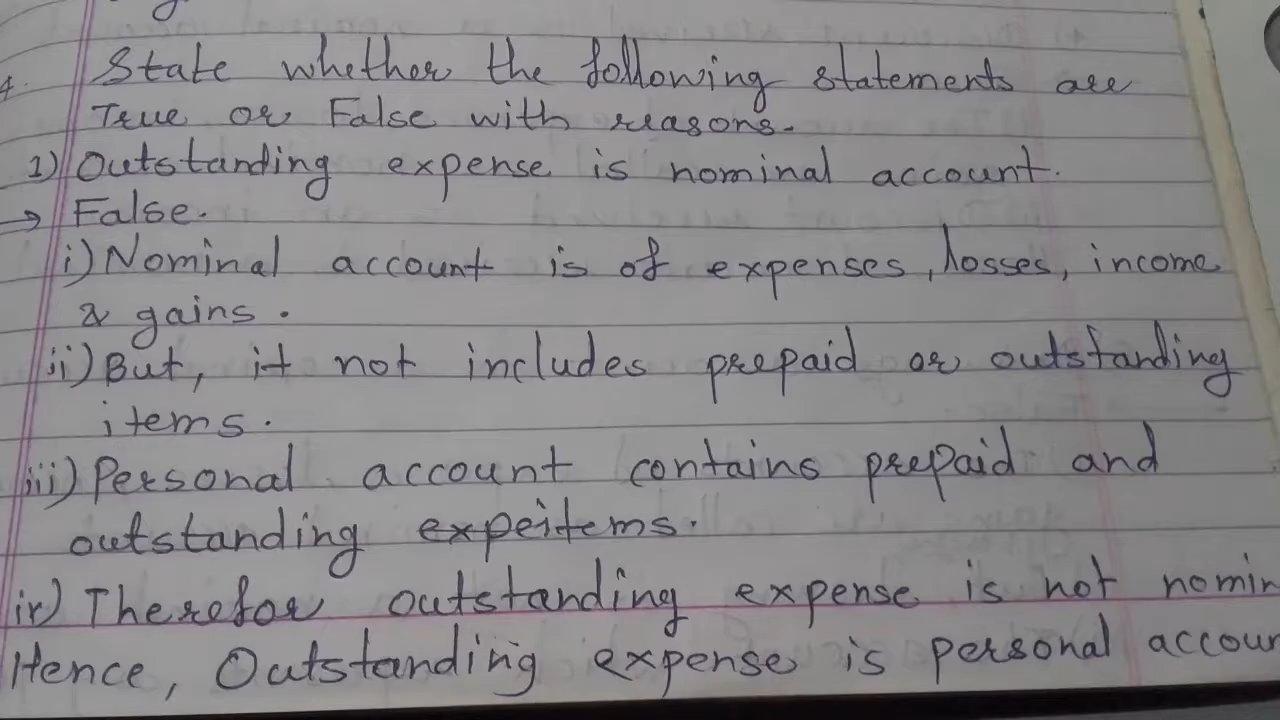 4. State whether the following statements are
True or False with reasons.
1) Outstanding expense is nominal account.
→ False.
i) Nominal account is of expenses, losses, income
& gains.
ii) But, it not includes prepaid or outstanding
items.
iii) Personal account contains prepaid and
outstanding expeitems.
iv) Therefor outstanding expense is not nomin
Hence, Outstanding expense is personal accoun